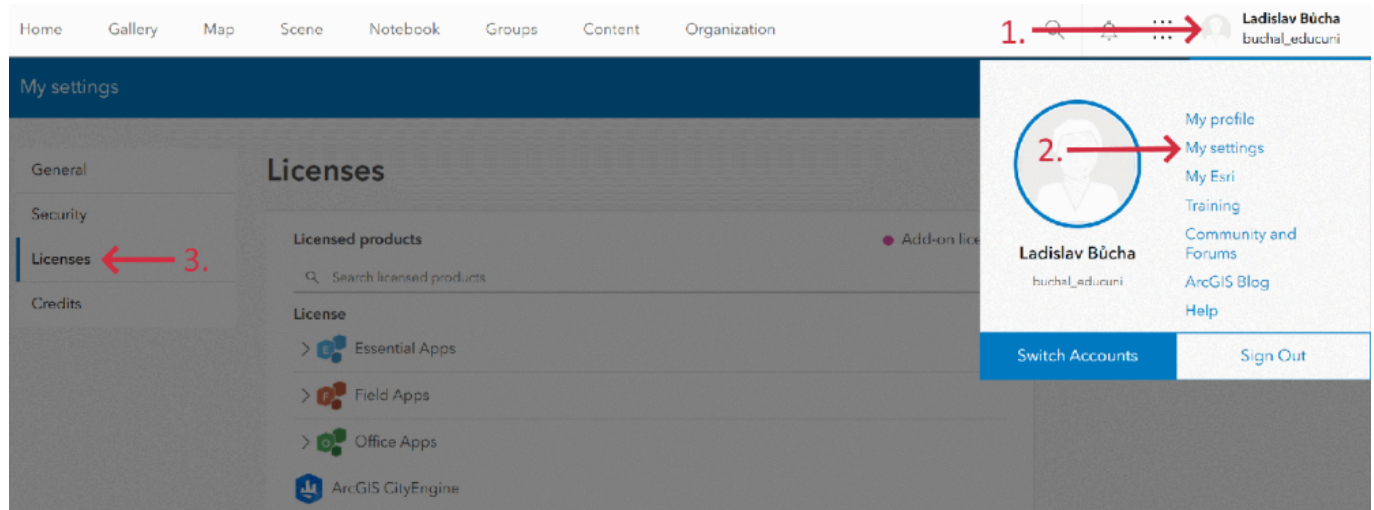 Home Gallery Map Scene Notebook Groups Content Organization 1. Ladislav Bůcha
buchal_educuni
My settings
General
Security
Licenses 3.
Credits
Licenses
Licensed products Add-on lice
Search licensed products
License
Essential Apps
Field Apps
Office Apps
ArcGIS CityEngine
2.
Ladislav Bůcha
buchal_educuni
My profile
My settings
My Esri
Training
Community and
Forums
ArcGIS Blog
Help
Switch Accounts Sign Out